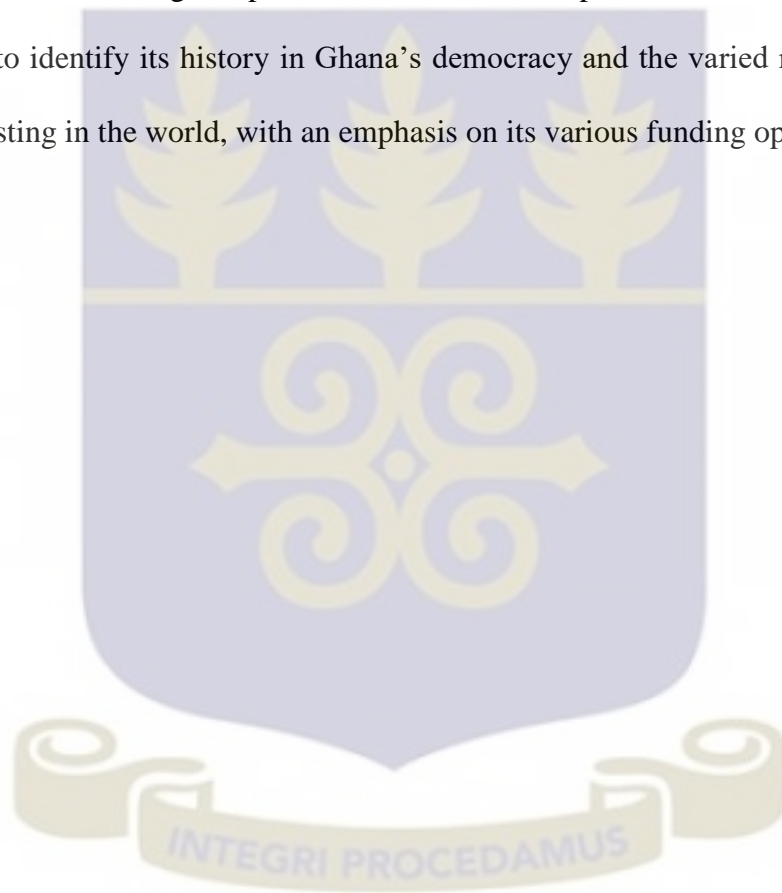 to identify its history in Ghana’s democracy and the varied
sting in the world, with an emphasis on its various funding op
INTEGRI PROCEDAMUS